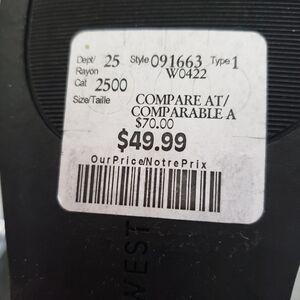 Dept/ 25 Style 091663 Type 1
Rayon W0422
Cat 2500
Size/Taille COMPARE AT/
COMPARABLE A
$70.00
$49.99
OurPrice/NotrePrix
WEST